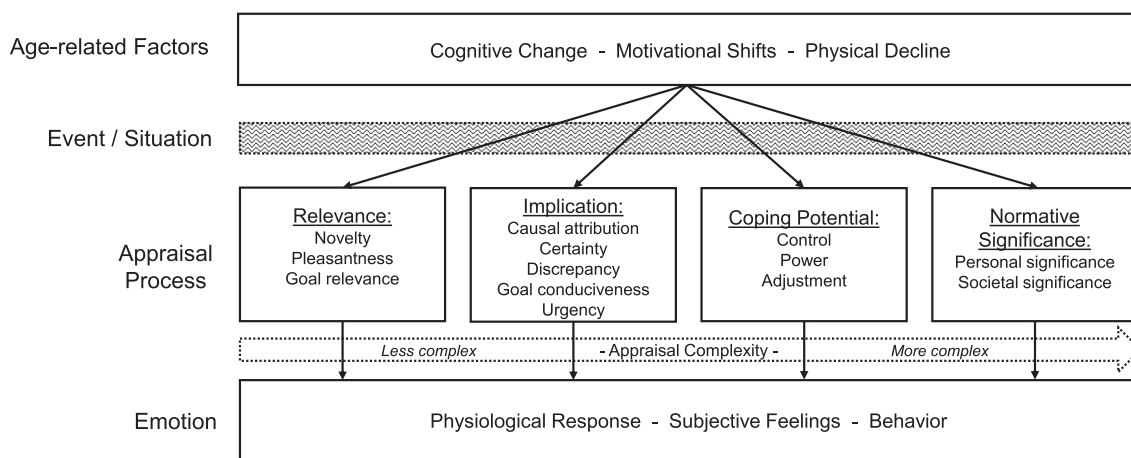 Age-related Factors
Cognitive Change - Motivational Shifts - Physical Decline
Event / Situation
Appraisal
Process
Relevance:
Novelty
Pleasantness
Goal relevance
Implication:
Causal attribution
Certainty
Discrepancy
Goal conduciveness
Urgency
Coping Potential:
Control
Power
Adjustment
Normative
Significance:
Personal significance
Societal significance
Less complex - Appraisal Complexity - More complex
Emotion
Physiological Response - Subjective Feelings - Behavior